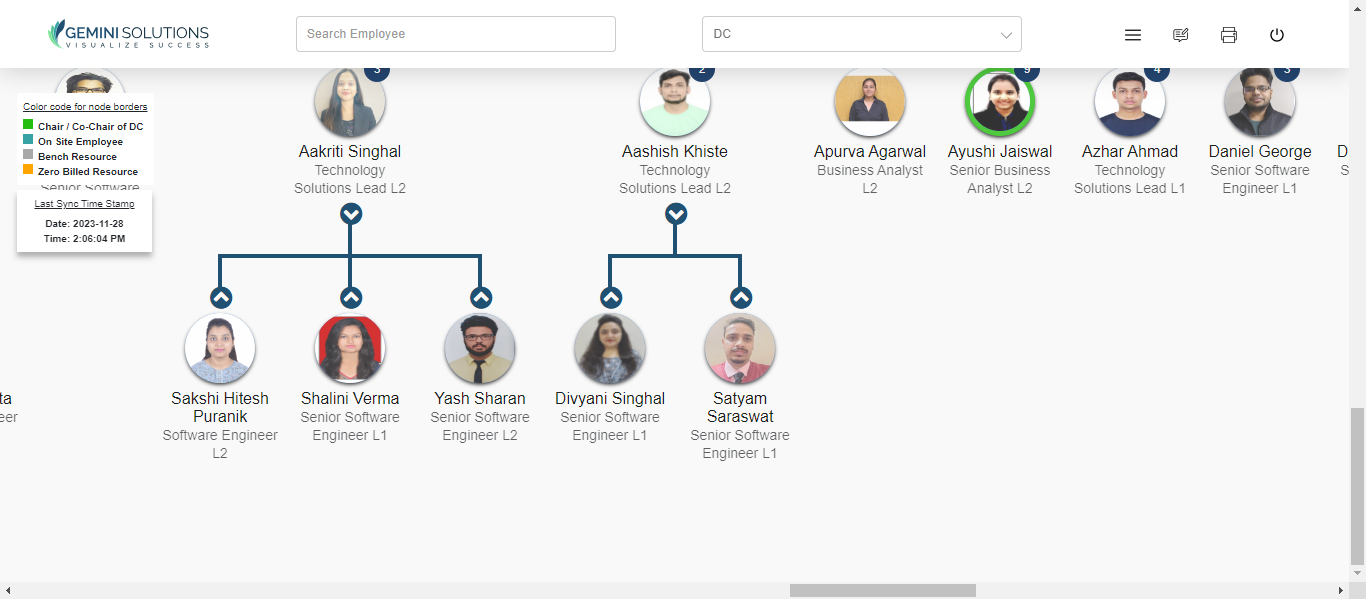 GEMINI SOLUTIONS
VISUALIZE SUCCESS
Search Employee
DC
3
2
9
4
3
Color code for node borders
Chair / Co-Chair of DC
On Site Employee
Bench Resource
Zero Billed Resource
Senior Software
Last Sync Time Stamp
Date: 2023-11-28
Time: 2:06:04 PM
Aakriti Singhal
Technology
Solutions Lead L2
Aashish Khiste
Technology
Solutions Lead L2
Apurva Agarwal
Business Analyst
L2
Ayushi Jaiswal
Senior Business
Analyst L2
Azhar Ahmad
Technology
Solutions Lead L1
Daniel George
Senior Software
Engineer L1
D
S
ta
eer
Sakshi Hitesh
Puranik
Software Engineer
L2
Shalini Verma
Senior Software
Engineer L1
Yash Sharan
Senior Software
Engineer L2
Divyani Singhal
Senior Software
Engineer L1
Satyam
Saraswat
Senior Software
Engineer L1